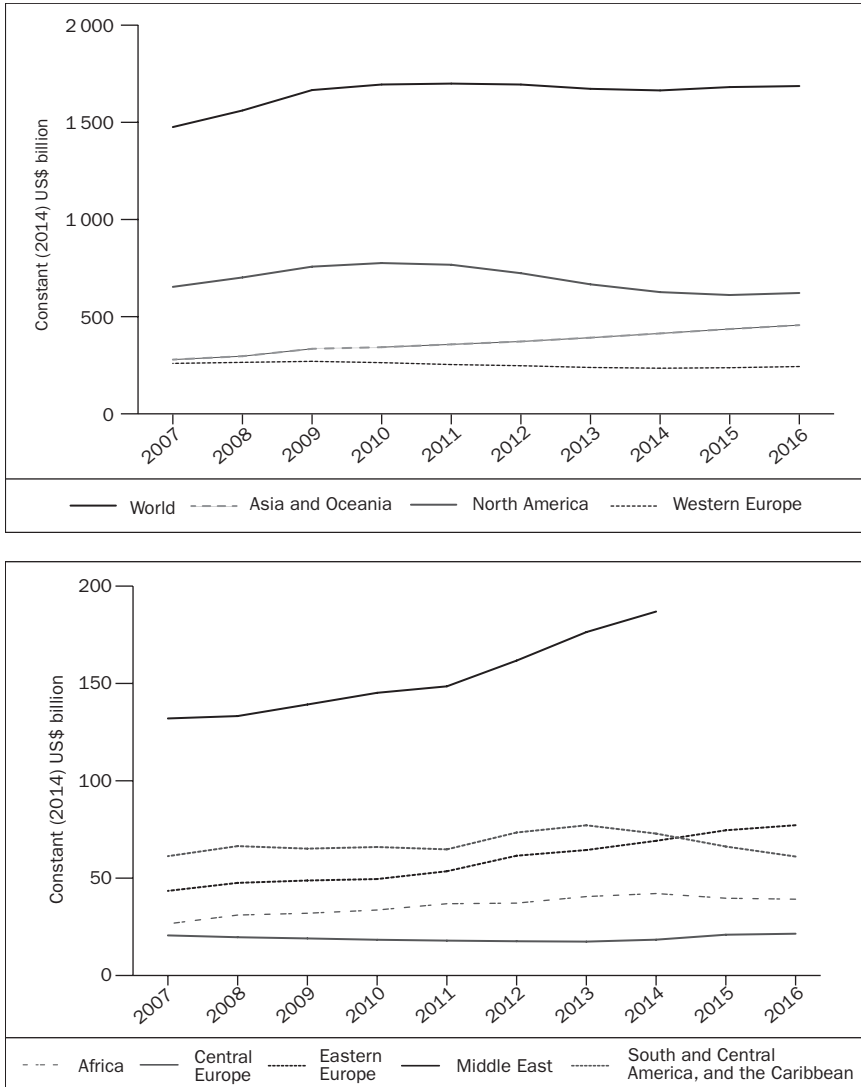 2 000
1 500
1 000
500
0
Constant (2014) US$ billion
2007 2008 2009 2010 2011 2012 2013 2014 2015 2016
World Asia and Oceania North America Western Europe
200
150
100
50
0
Constant (2014) US$ billion
2007 2008 2009 2010 2011 2012 2013 2014 2015 2016
Africa Central Europe Eastern Europe Middle East South and Central America, and the Caribbean